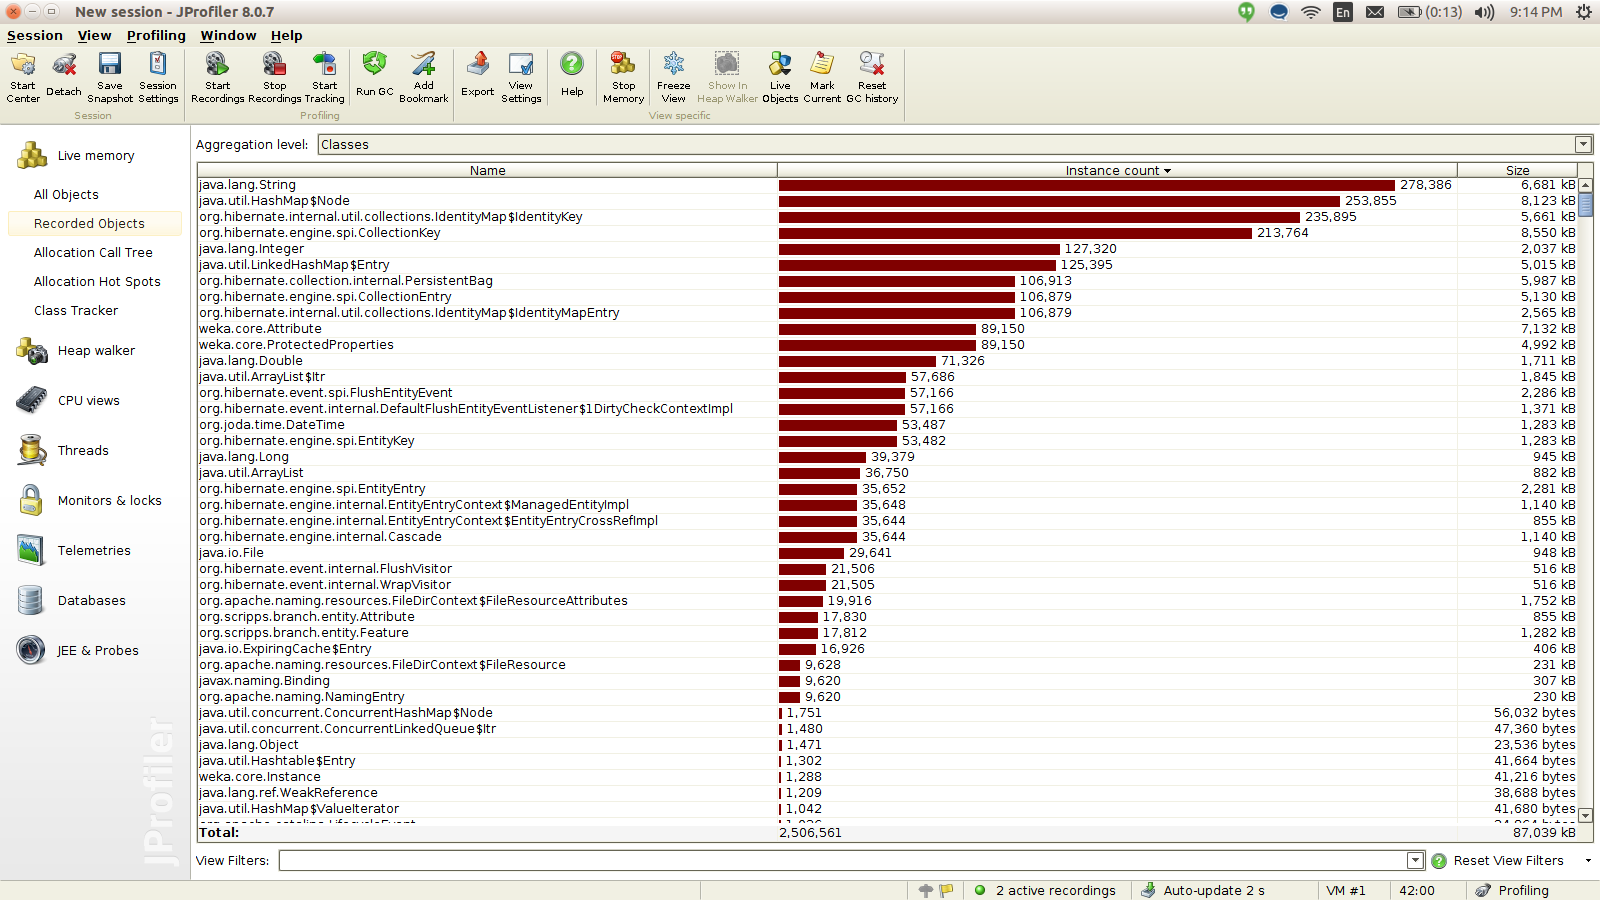 New session - JProfiler 8.0.7
En (0:13) 9:14 PM
Session View Profiling Window Help
Start Center
Detach
Save Snapshot
Session Settings
Start Recordings
Stop Recordings
Start Tracking
Run GC
Add Bookmark
Export
View Settings
Help
Stop Memory
Freeze View
Show In Heap Walker
Live Objects
Mark Current
Reset GC history
Session Profiling View specific
Live memory
All Objects
Recorded Objects
Allocation Call Tree
Allocation Hot Spots
Class Tracker
Heap walker
CPU views
Threads
Monitors & locks
Telemetries
Databases
JEE & Probes
JProfiler
Aggregation level: Classes
Name Instance count Size
java.lang.String 278,386 6,681 kB
java.util.HashMap$Node 253,855 8,123 kB
org.hibernate.internal.util.collections.IdentityMap$IdentityKey 235,895 5,661 kB
org.hibernate.engine.spi.CollectionKey 213,764 8,550 kB
java.lang.Integer 127,320 2,037 kB
java.util.LinkedHashMap$Entry 125,395 5,015 kB
org.hibernate.collection.internal.PersistentBag 106,913 5,987 kB
org.hibernate.engine.spi.CollectionEntry 106,879 5,130 kB
org.hibernate.internal.util.collections.IdentityMap$IdentityMapEntry 106,879 2,565 kB
weka.core.Attribute 89,150 7,132 kB
weka.core.ProtectedProperties 89,150 4,992 kB
java.lang.Double 71,326 1,711 kB
java.util.ArrayList$Itr 57,686 1,845 kB
org.hibernate.event.spi.FlushEntityEvent 57,166 2,286 kB
org.hibernate.event.internal.DefaultFlushEntityEventListener$1DirtyCheckContextImpl 57,166 1,371 kB
org.joda.time.DateTime 53,487 1,283 kB
org.hibernate.engine.spi.EntityKey 53,482 1,283 kB
java.lang.Long 39,379 945 kB
java.util.ArrayList 36,750 882 kB
org.hibernate.engine.spi.EntityEntry 35,652 2,281 kB
org.hibernate.engine.internal.EntityEntryContext$ManagedEntityImpl 35,648 1,140 kB
org.hibernate.engine.internal.EntityEntryContext$EntityEntryCrossRefImpl 35,644 855 kB
org.hibernate.engine.internal.Cascade 35,644 1,140 kB
java.io.File 29,641 948 kB
org.hibernate.event.internal.FlushVisitor 21,506 516 kB
org.hibernate.event.internal.WrapVisitor 21,505 516 kB
org.apache.naming.resources.FileDirContext$FileResourceAttributes 19,916 1,752 kB
org.scripps.branch.entity.Attribute 17,830 855 kB
org.scripps.branch.entity.Feature 17,812 1,282 kB
java.io.ExpiringCache$Entry 16,926 406 kB
org.apache.naming.resources.FileDirContext$FileResource 9,628 231 kB
javax.naming.Binding 9,620 307 kB
org.apache.naming.NamingEntry 9,620 230 kB
java.util.concurrent.ConcurrentHashMap$Node 1,751 56,032 bytes
java.util.concurrent.ConcurrentLinkedQueue$Itr 1,480 47,360 bytes
java.lang.Object 1,471 23,536 bytes
java.util.Hashtable$Entry 1,302 41,664 bytes
weka.core.Instance 1,288 41,216 bytes
java.lang.ref.WeakReference 1,209 38,688 bytes
java.util.HashMap$ValueIterator 1,042 41,680 bytes
Total: 2,506,561 87,039 kB
View Filters: Reset View Filters
2 active recordings Auto-update 2 s VM #1 42:00 Profiling